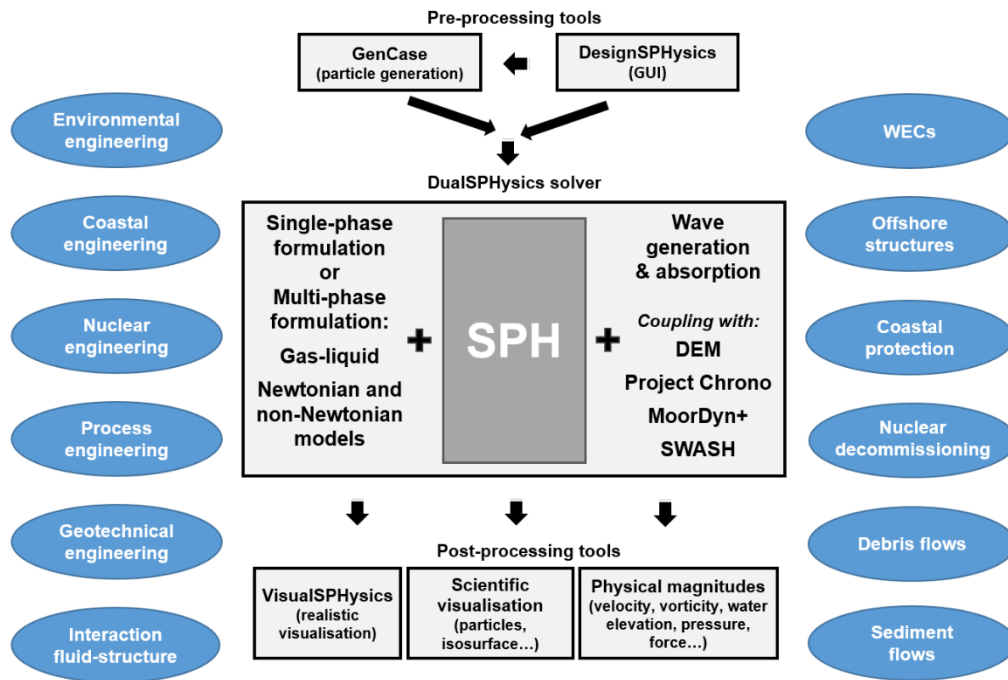 Pre-processing tools
GenCase
(particle generation)
DesignSPHysics
(GUI)
Environmental
engineering
Coastal
engineering
Nuclear
engineering
Process
engineering
Geotechnical
engineering
Interaction
fluid-structure
DualSPHysics solver
Single-phase
formulation
or
Multi-phase
formulation:
Gas-liquid
Newtonian and
non-Newtonian
models
+
SPH
+
Wave
generation
& absorption
Coupling with:
DEM
Project Chrono
MoorDyn+
SWASH
WECs
Offshore
structures
Coastal
protection
Nuclear
decommissioning
Debris flows
Sediment
flows
Post-processing tools
VisualSPHysics
(realistic
visualisation)
Scientific
visualisation
(particles,
isosurface…)
Physical magnitudes
(velocity, vorticity, water
elevation, pressure,
force…)